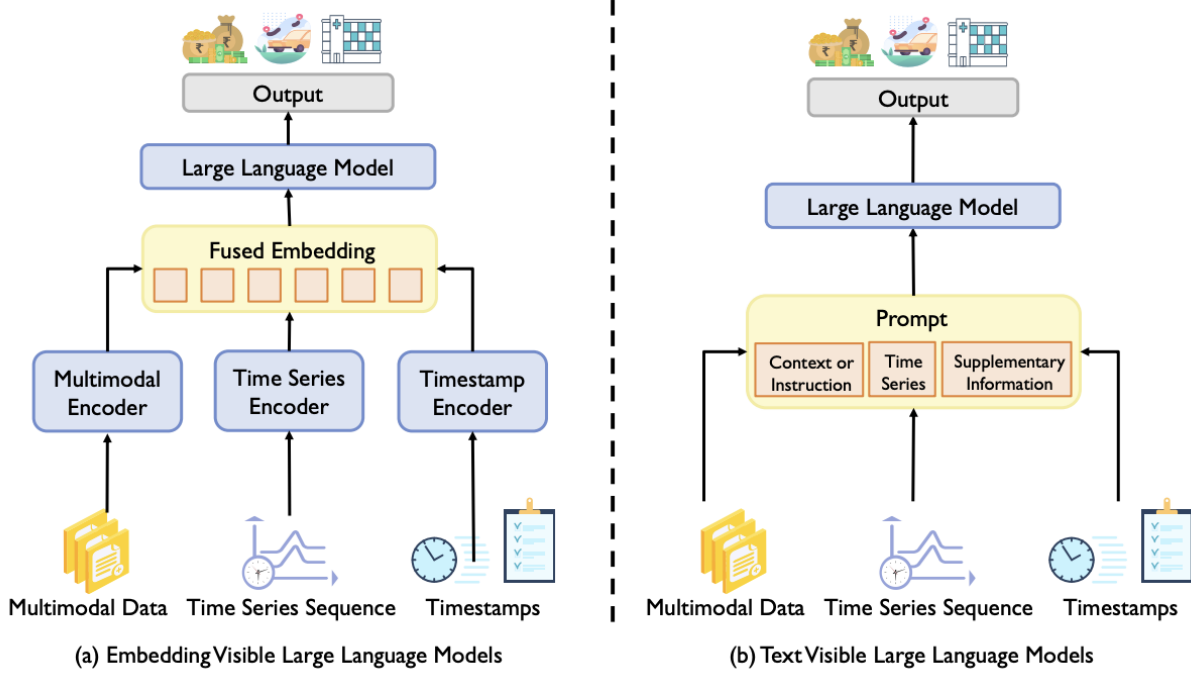 Output
Large Language Model
Fused Embedding
Multimodal
Encoder
Time Series
Encoder
Timestamp
Encoder
Multimodal Data
Time Series Sequence
Timestamps
(a) Embedding Visible Large Language Models
Output
Large Language Model
Prompt
Context or
Instruction
Time
Series
Supplementary
Information
Multimodal Data
Time Series Sequence
Timestamps
(b) Text Visible Large Language Models